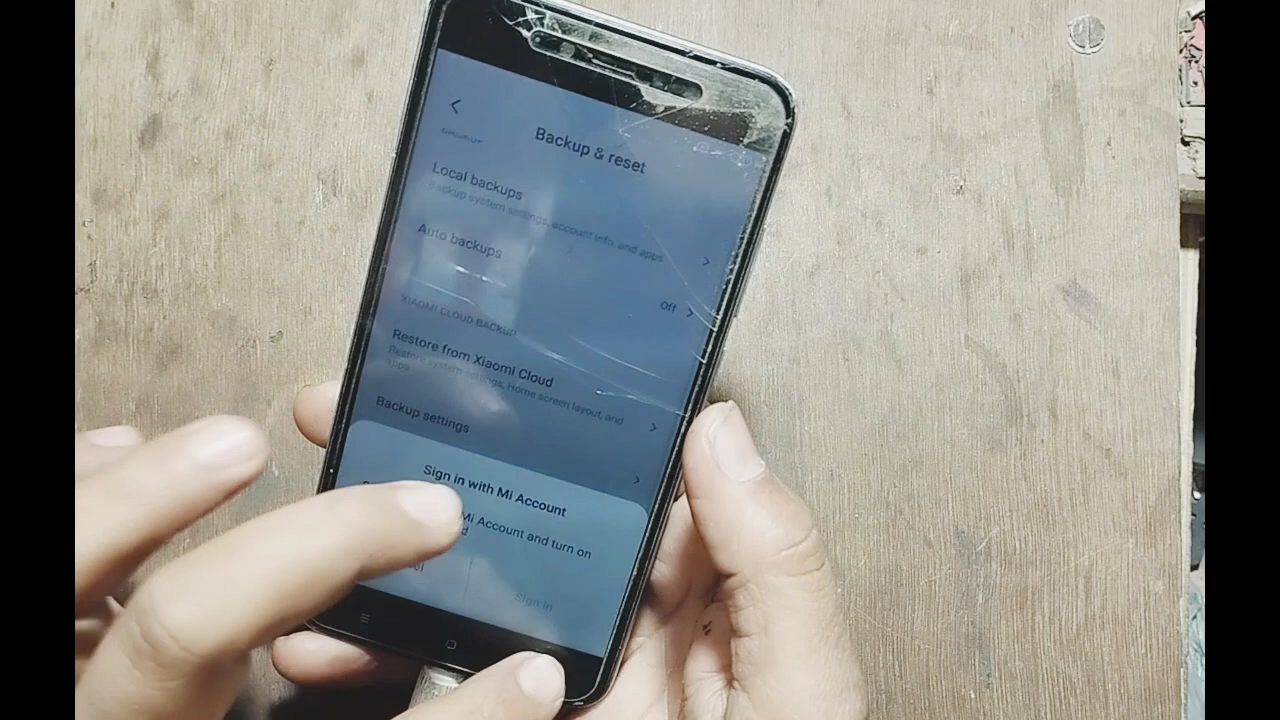 Backup & reset
Local backups
Backup system settings, account info, and apps
Auto backups
Off
XIAOMI CLOUD BACKUP
Restore from Xiaomi Cloud
Restore system settings, Home screen layout, and
apps
Backup settings
Sign in with Mi Account
Mi Account and turn on
Sign in